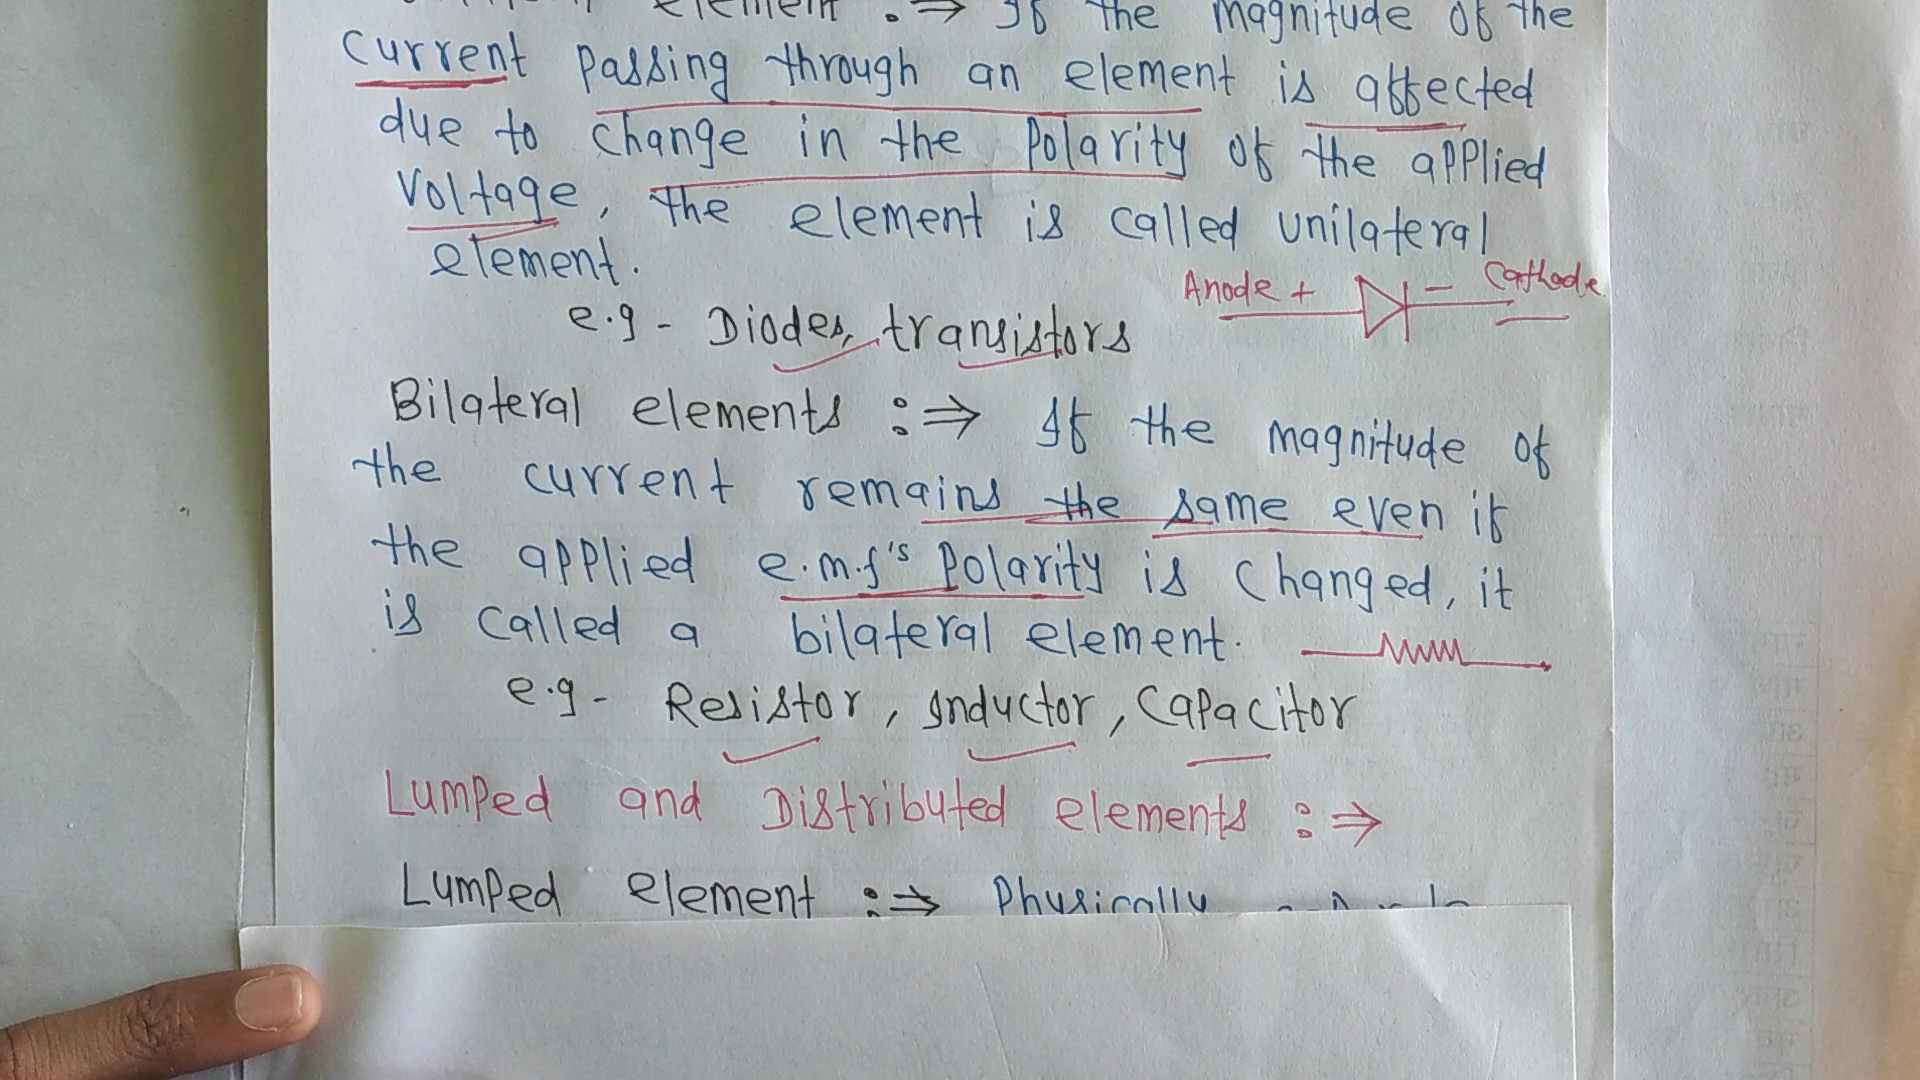 element :⇒ If the magnitude of the
current passing through an element is affected
due to change in the Polarity of the applied
Voltage, the element is called unilateral
element.
Anode + - Cathode
e.g - Diodes, transistors
Bilateral elements :⇒ If the magnitude of
the current remains the same even if
the applied e.m.f's Polarity is changed, it
is called a bilateral element.
e.g - Resistor, Inductor, Capacitor
Lumped and Distributed elements :⇒
Lumped element :⇒ Physically